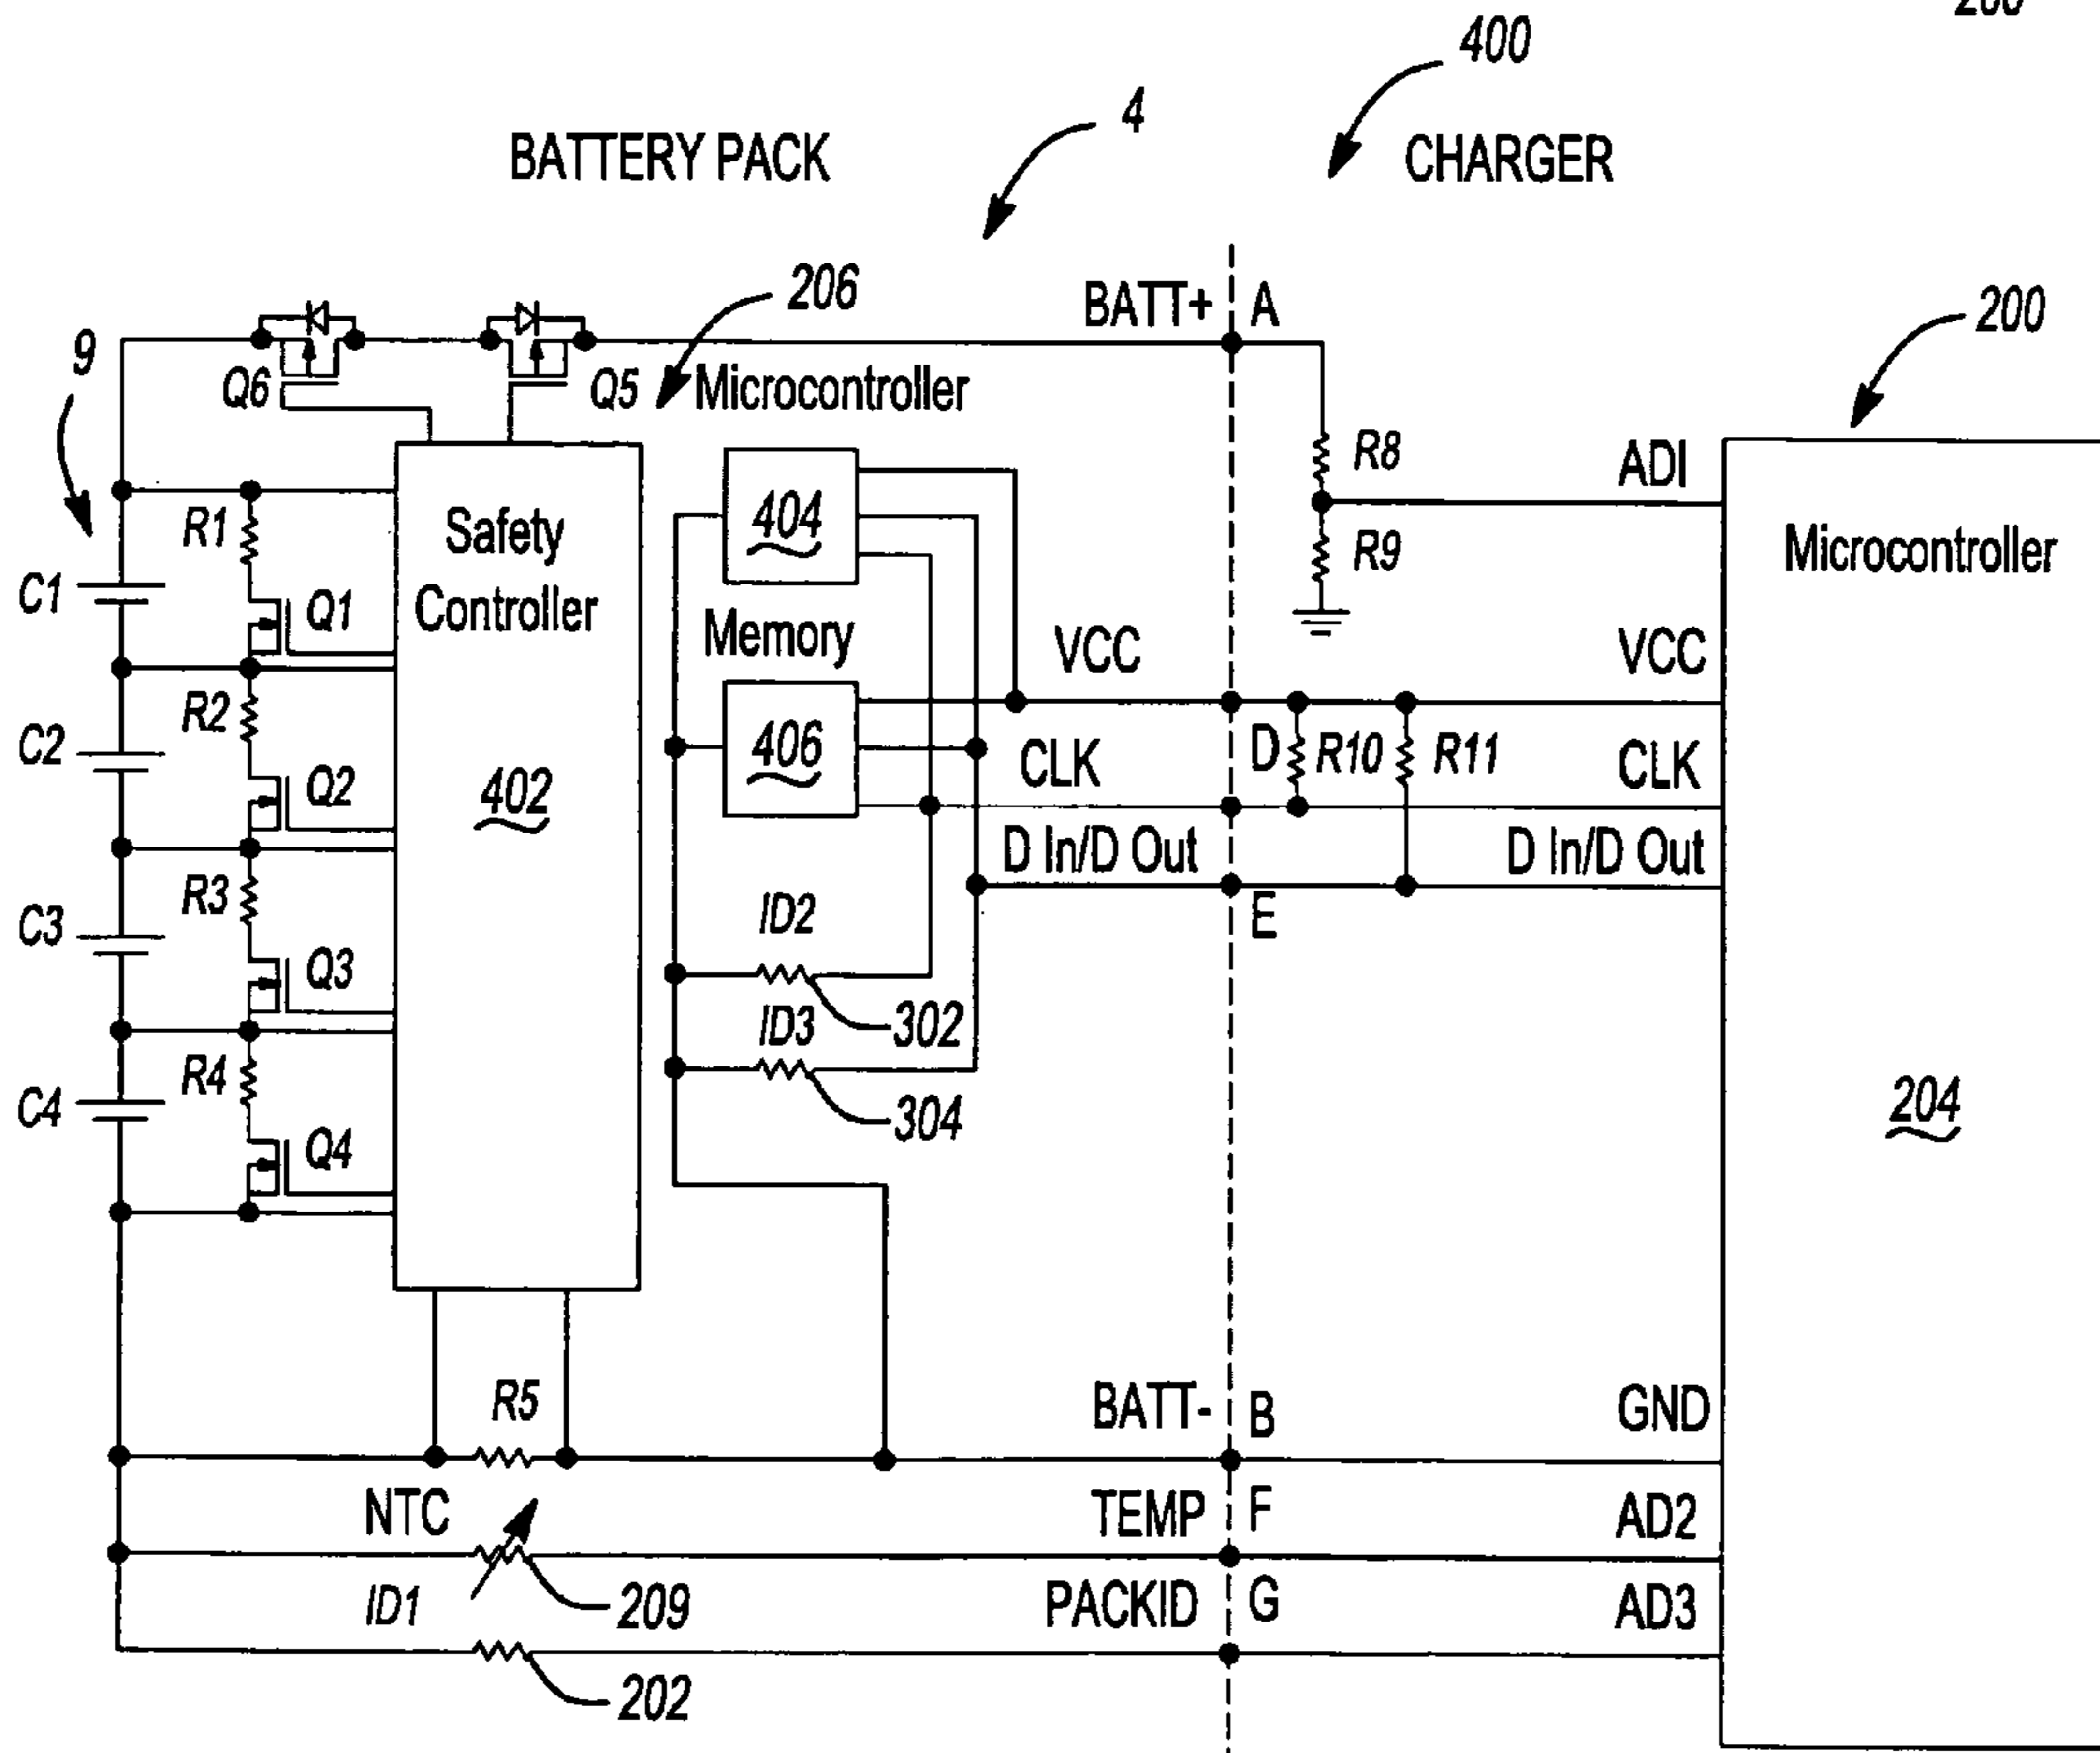 400
4
BATTERY PACK
CHARGER
206
BATT+ A
200
9
Q6
Q5
Microcontroller
R8
ADI
R1
Safety
Controller
404
R9
Microcontroller
C1
Q1
Memory
VCC
VCC
R2
C2
406
CLK
D
R10
R11
CLK
Q2
402
D In/D Out
D In/D Out
R3
ID2
E
C3
Q3
302
ID3
R4
C4
304
204
Q4
R5
BATT- B
GND
NTC
TEMP F
AD2
ID1
209
PACKID G
AD3
202